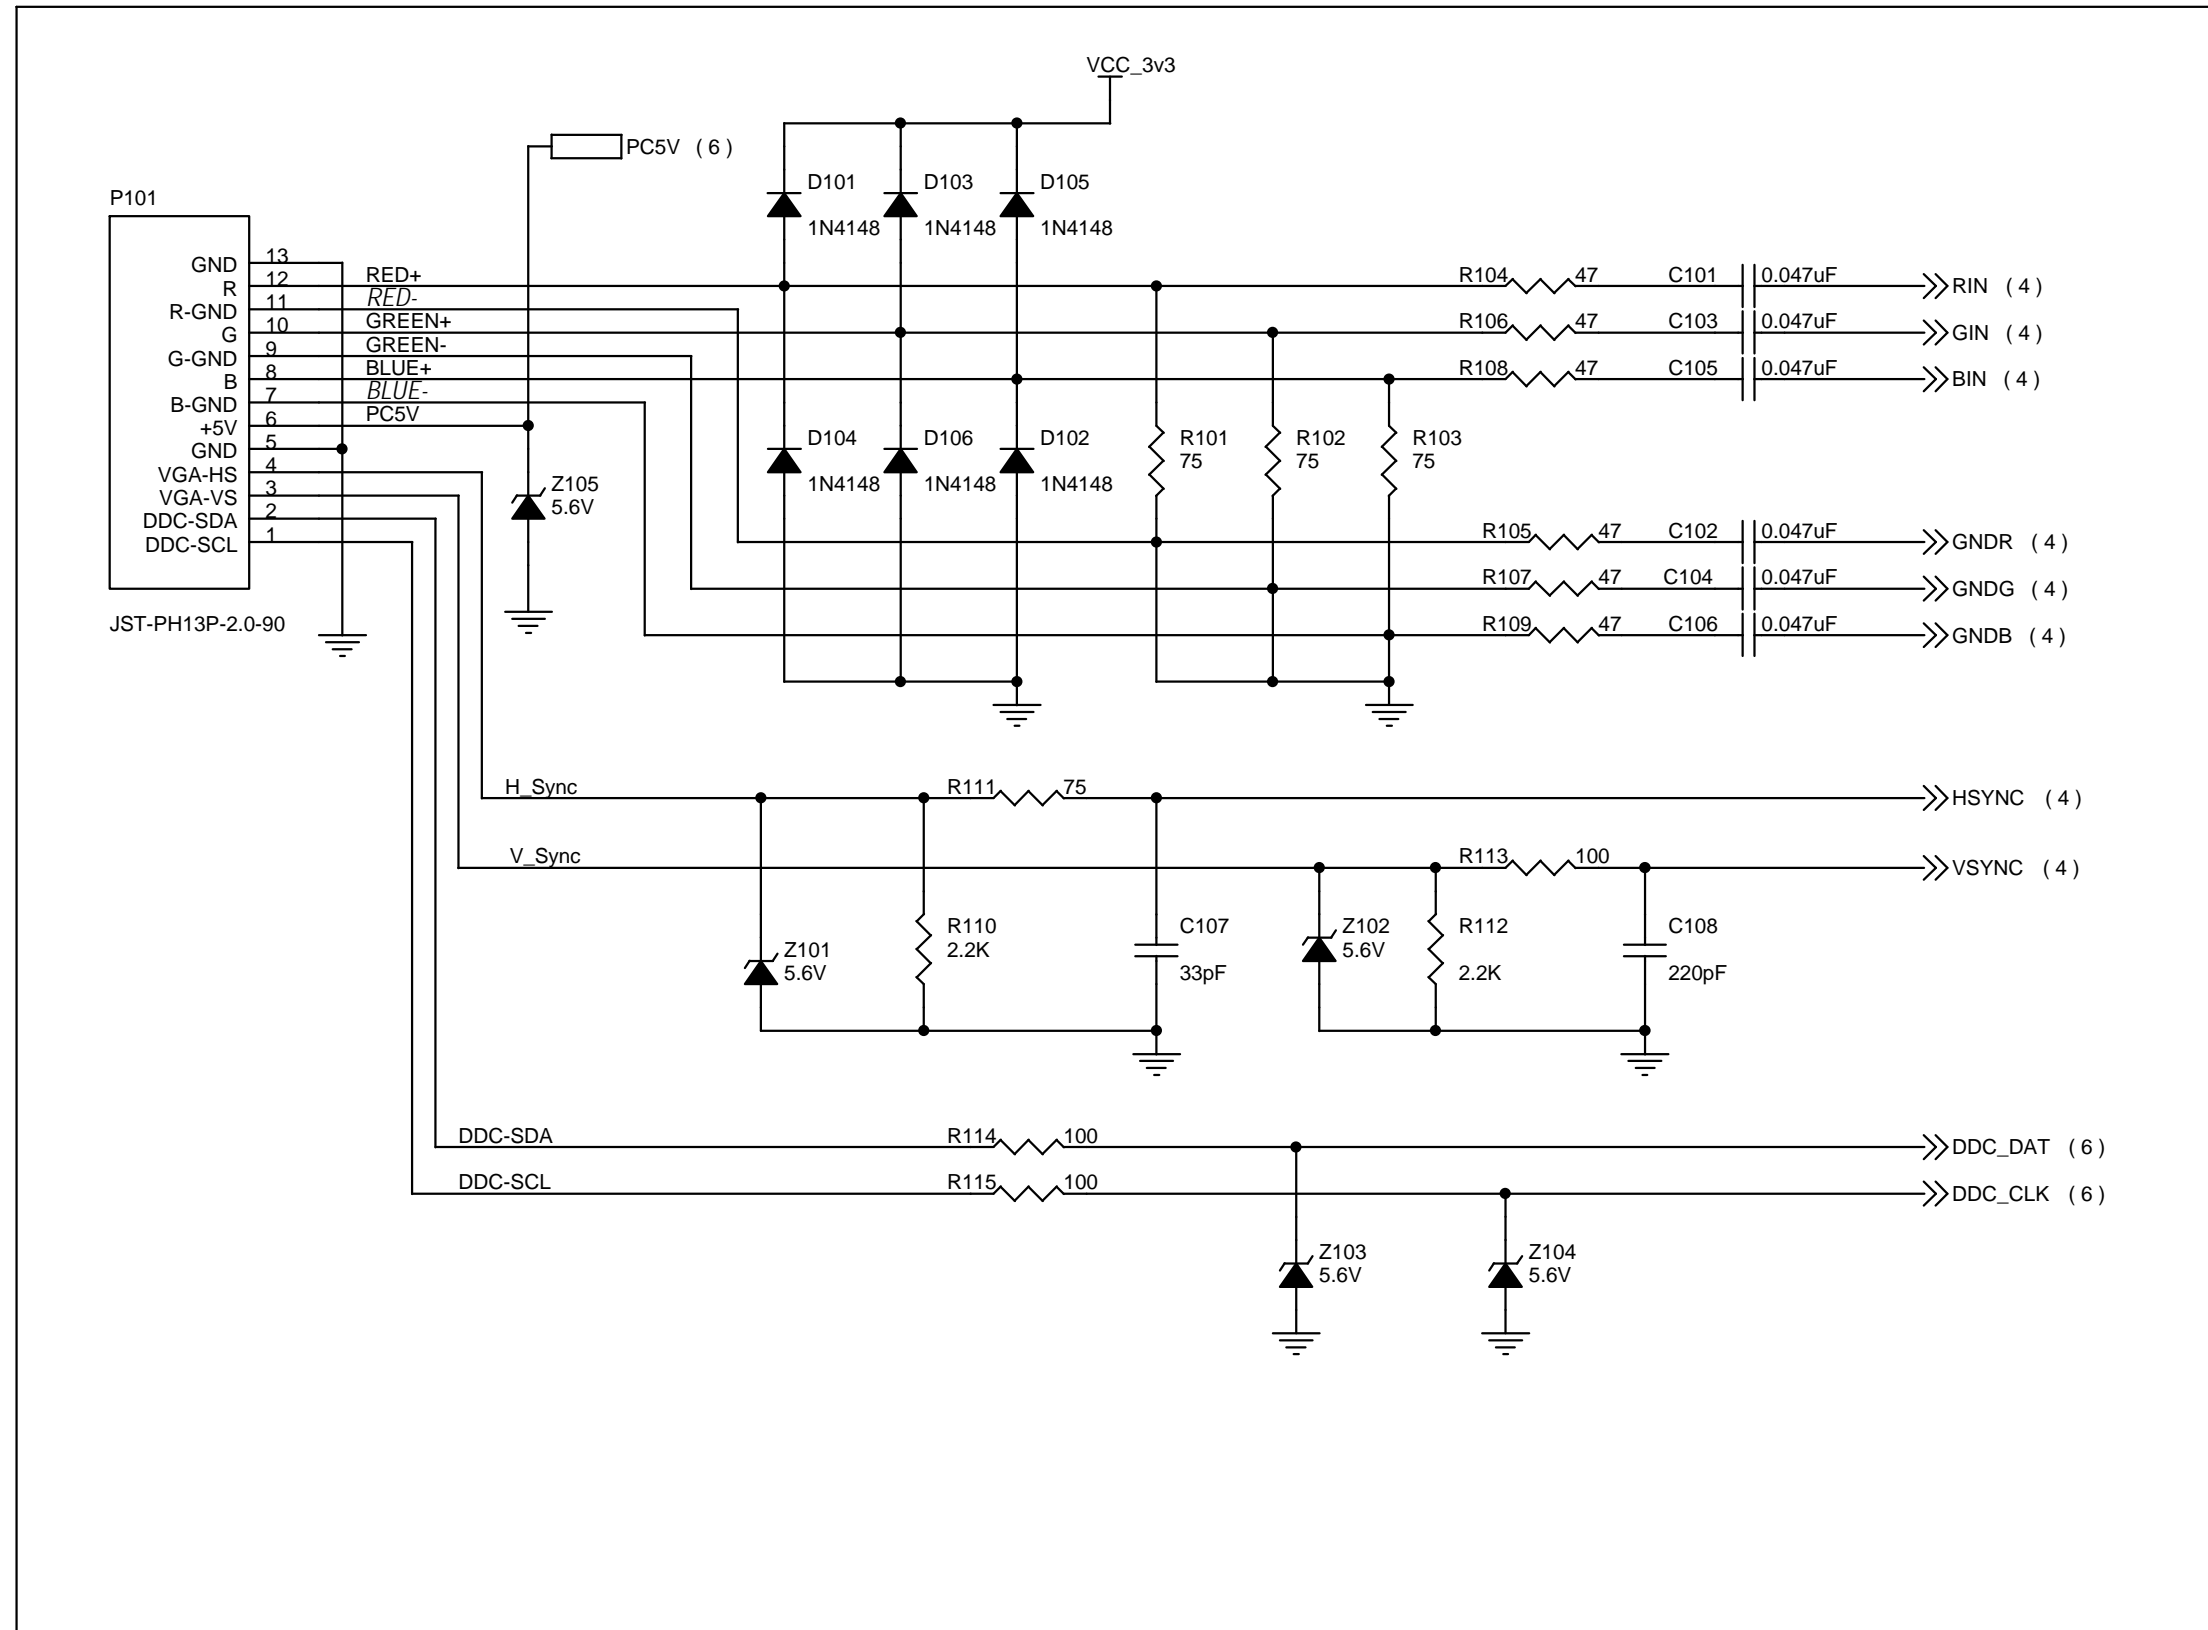 VCC_3v3
PC5V ( 6 )
P101
D101
D103
D105
1N4148
1N4148
1N4148
GND 13
R 12 RED+
R-GND 11 RED-
G 10 GREEN+
G-GND 9 GREEN-
B 8 BLUE+
B-GND 7 BLUE-
+5V 6 PC5V
GND 5
VGA-HS 4
VGA-VS 3
DDC-SDA 2
DDC-SCL 1
JST-PH13P-2.0-90
R104 47 C101 0.047uF RIN ( 4 )
R106 47 C103 0.047uF GIN ( 4 )
R108 47 C105 0.047uF BIN ( 4 )
D104
D106
D102
1N4148
1N4148
1N4148
R101
75
R102
75
R103
75
Z105
5.6V
R105 47 C102 0.047uF GNDR ( 4 )
R107 47 C104 0.047uF GNDG ( 4 )
R109 47 C106 0.047uF GNDB ( 4 )
H_Sync R111 75 HSYNC ( 4 )
V_Sync R113 100 VSYNC ( 4 )
Z101
5.6V
R110
2.2K
C107
33pF
Z102
5.6V
R112
2.2K
C108
220pF
DDC-SDA R114 100 DDC_DAT ( 6 )
DDC-SCL R115 100 DDC_CLK ( 6 )
Z103
5.6V
Z104
5.6V